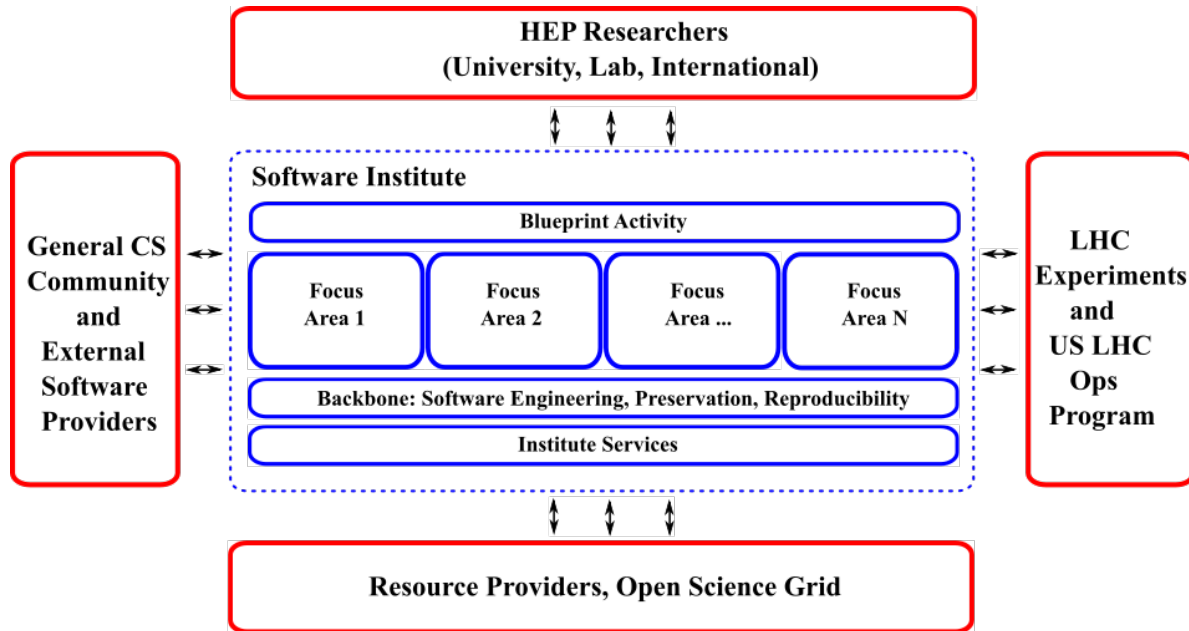 HEP Researchers
(University, Lab, International)
Software Institute
Blueprint Activity
General CS
Community
and
External
Software
Providers
Focus
Area 1
Focus
Area 2
Focus
Area ...
Focus
Area N
LHC
Experiments
and
US LHC
Ops
Program
Backbone: Software Engineering, Preservation, Reproducibility
Institute Services
Resource Providers, Open Science Grid